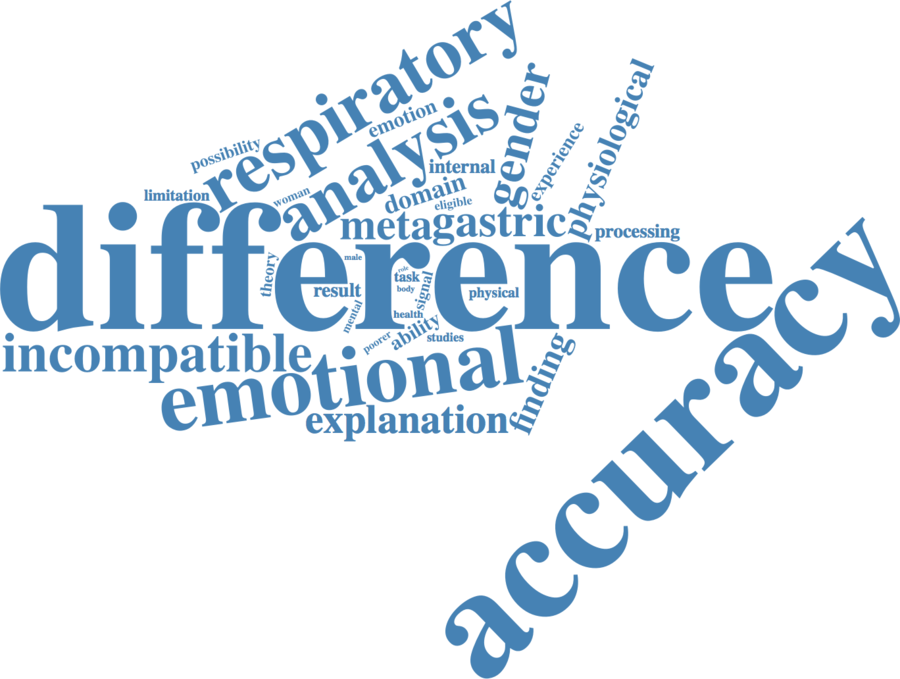 respiratory
emotion
possibility
analysis
gender
physiological
experience
internal
limitation
woman
domain
eligible
metagastric
processing
difference
accuracy
theory
male
role
task
body
result
signal
physical
mental
health
ability
poorer
studies
incompatible
emotional
finding
explanation